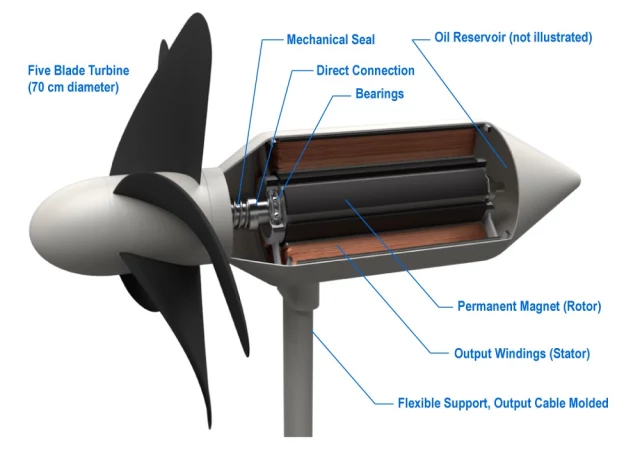 Mechanical Seal
Oil Reservoir (not illustrated)
Five Blade Turbine
(70 cm diameter)
Direct Connection
Bearings
Permanent Magnet (Rotor)
Output Windings (Stator)
Flexible Support, Output Cable Molded